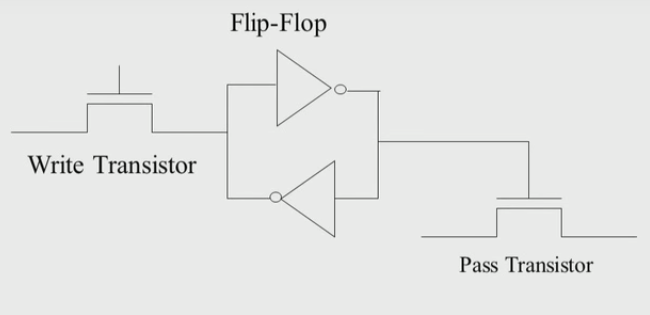 Flip-Flop
Write Transistor
Pass Transistor